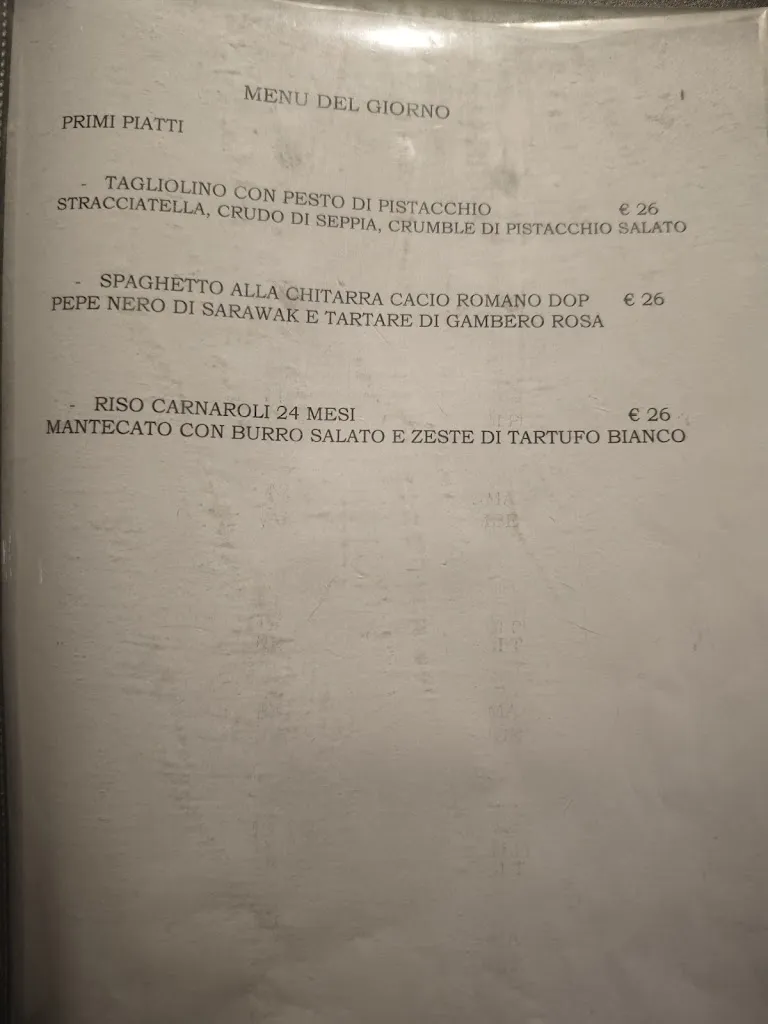 MENU DEL GIORNO
PRIMI PIATTI
- TAGLIOLINO CON PESTO DI PISTACCHIO € 26
STRACCIATELLA, CRUDO DI SEPPIA, CRUMBLE DI PISTACCHIO SALATO
- SPAGHETTO ALLA CHITARRA CACIO ROMANO DOP € 26
PEPE NERO DI SARAWAK E TARTARE DI GAMBERO ROSA
- RISO CARNAROLI 24 MESI € 26
MANTECATO CON BURRO SALATO E ZESTE DI TARTUFO BIANCO